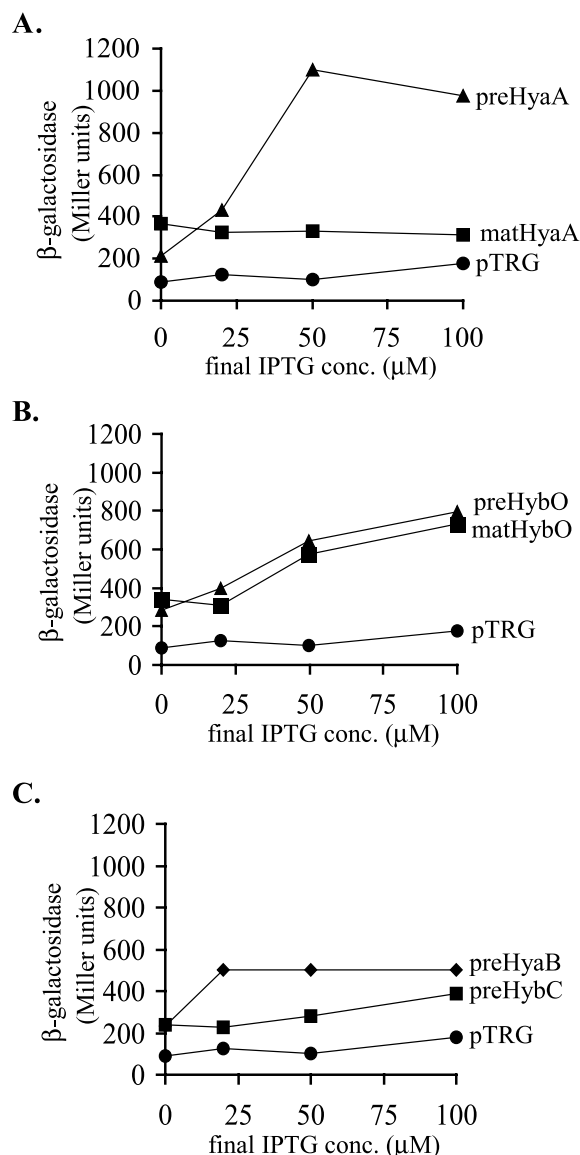 A.
1200
1000
800
600
400
200
0
β-galactosidase
(Miller units)
preHyaA
matHyaA
pTRG
0 25 50 75 100
final IPTG conc. (μM)
B.
1200
1000
800
600
400
200
0
β-galactosidase
(Miller units)
preHybO
matHybO
pTRG
0 25 50 75 100
final IPTG conc. (μM)
C.
1200
1000
800
600
400
200
0
β-galactosidase
(Miller units)
preHyaB
preHybC
pTRG
0 25 50 75 100
final IPTG conc. (μM)